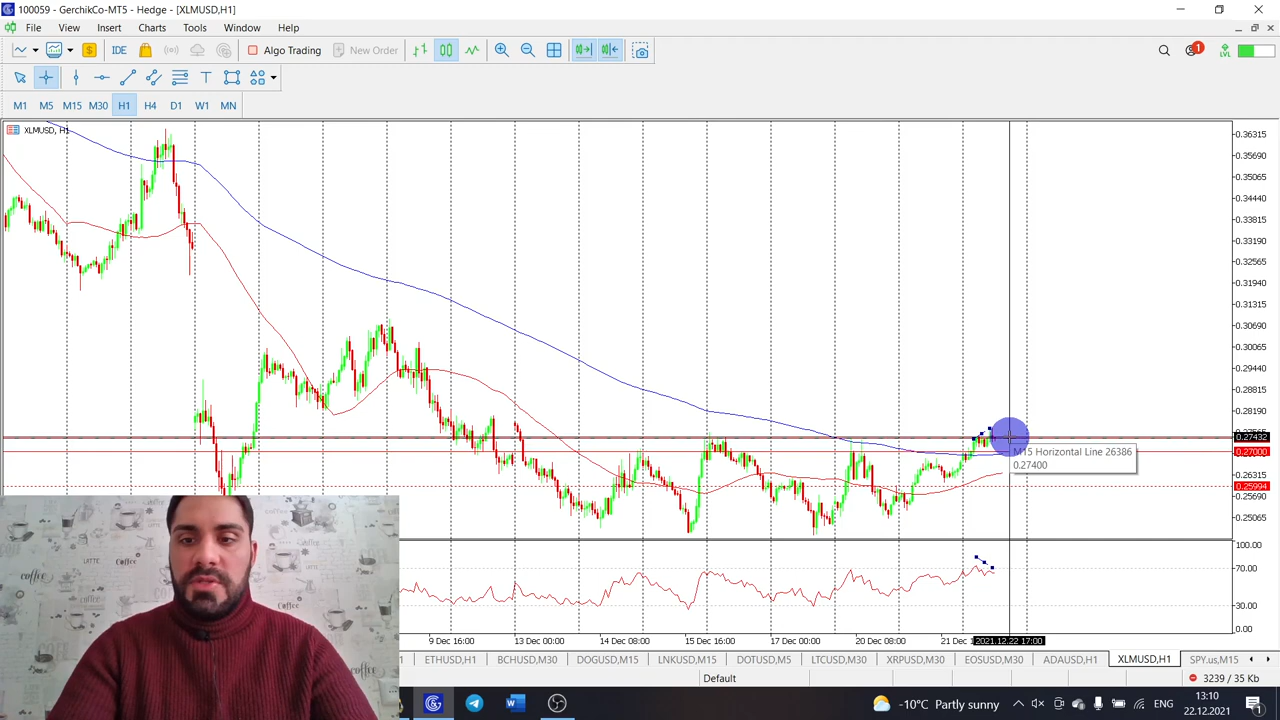 100059 - GerchikCo-MT5 - Hedge - [XLMUSD,H1]
File View Insert Charts Tools Window Help
IDE Algo Trading New Order 1 LVL
M1 M5 M15 M30 H1 H4 D1 W1 MN
XLMUSD, H1
0.36315
0.35690
0.35065
0.34440
0.33815
0.33190
0.32565
0.31940
0.31315
0.30690
0.30065
0.29440
0.28815
0.28190
0.27432
0.27000
0.26315
0.25994
0.25690
0.25065
M15 Horizontal Line 26386
0.27400
100.00
70.00
30.00
0.00
LATTE
coffee
Coffee
9 Dec 16:00 13 Dec 00:00 14 Dec 08:00 15 Dec 16:00 17 Dec 00:00 20 Dec 08:00 21 Dec 2021.12.22 17:00
ETHUSD,H1 BCHUSD,M30 DOGUSD,M15 LNKUSD,M15 DOTUSD,M5 LTCUSD,M30 XRPUSD,M30 EOSUSD,M30 ADAUSD,H1 XLMUSD,H1 SPY.us,M15
Default 3239 / 35 Kb
-10°C Partly sunny 13:10
22.12.2021 1